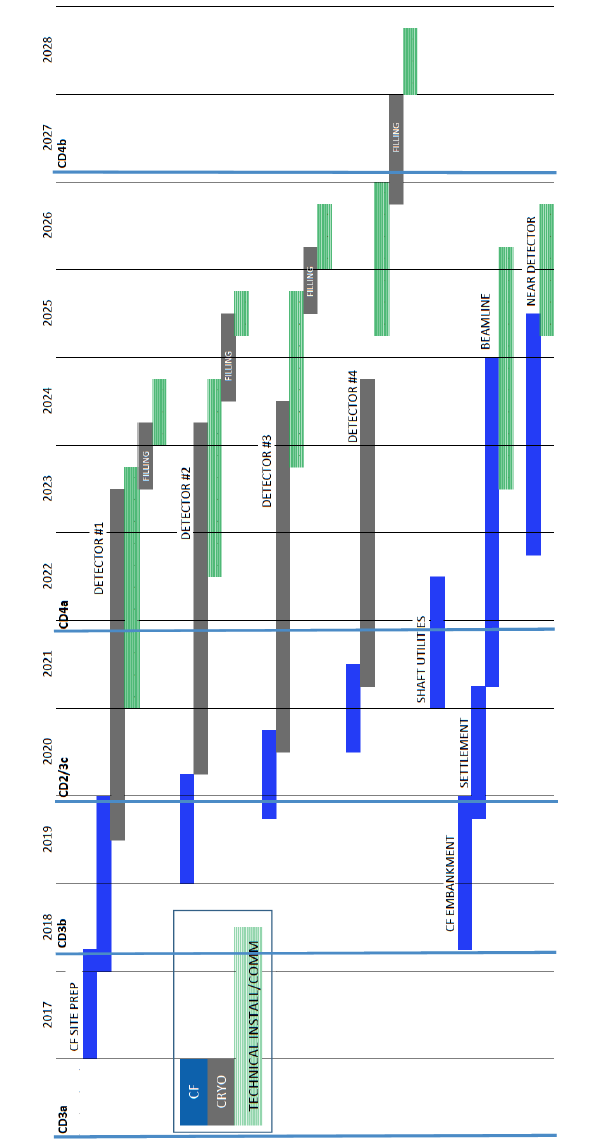 2017
2018
2019
2020
2021
2022
2023
2024
2025
2026
2027
2028
CD3a
CD3b
CD2/3c
CD4a
CD4b
CF SITE PREP
DETECTOR #1
FILLING
DETECTOR #2
FILLING
DETECTOR #3
FILLING
DETECTOR #4
FILLING
SHAFT UTILITIES
CF EMBANKMENT
SETTLEMENT
BEAMLINE
NEAR DETECTOR
CF
CRYO
TECHNICAL INSTALL/COMM